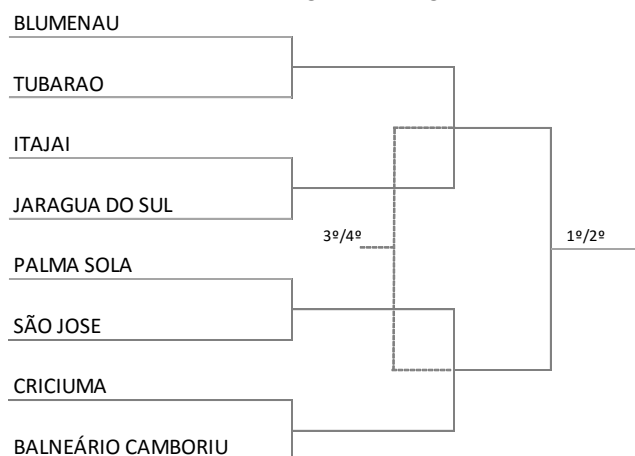 BLUMENAU
TUBARAO
ITAJAI
JARAGUA DO SUL
3º/4º
1º/2º
PALMA SOLA
SÃO JOSE
CRICIUMA
BALNEÁRIO CAMBORIU